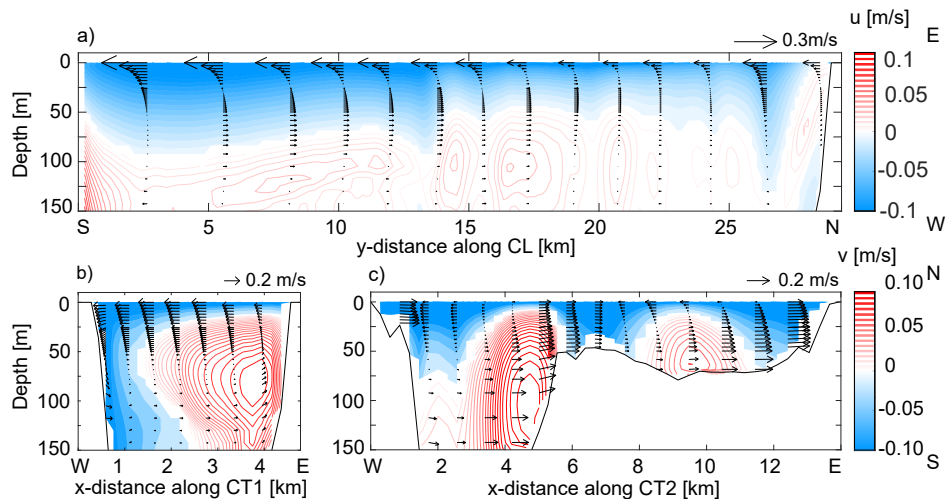 a)
0.3m/s
u [m/s]
E
0.1
0.05
0
-0.05
-0.1
W
Depth [m]
0
50
100
150
S
5
10
15
20
25
N
y-distance along CL [km]
b)
0.2 m/s
c)
0.2 m/s
v [m/s]
N
0.10
0.05
0
-0.05
-0.10
S
Depth [m]
0
50
100
150
W
1
2
3
4
E
x-distance along CT1 [km]
0
50
100
150
W
2
4
6
8
10
12
E
x-distance along CT2 [km]